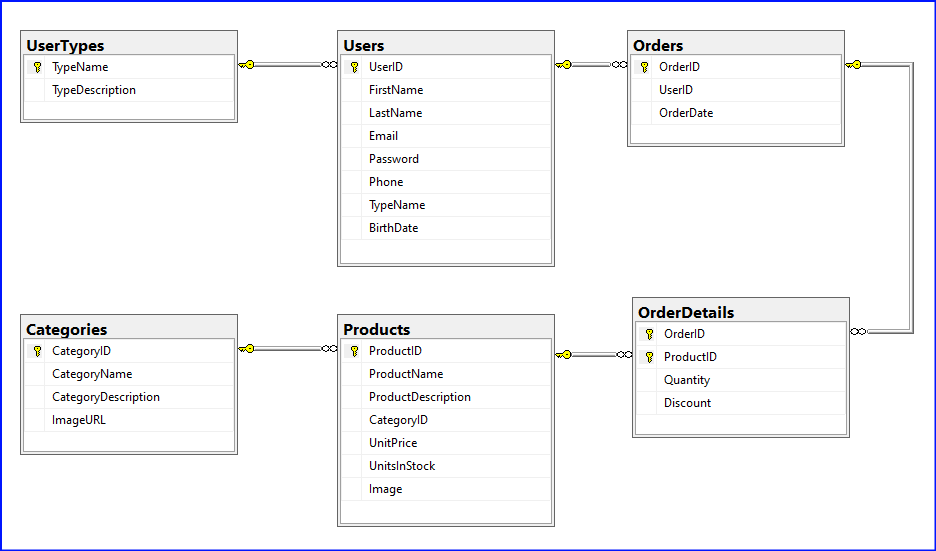 UserTypes
TypeName
TypeDescription
Users
UserID
FirstName
LastName
Email
Password
Phone
TypeName
BirthDate
Orders
OrderID
UserID
OrderDate
Categories
CategoryID
CategoryName
CategoryDescription
ImageURL
Products
ProductID
ProductName
ProductDescription
CategoryID
UnitPrice
UnitsInStock
Image
OrderDetails
OrderID
ProductID
Quantity
Discount